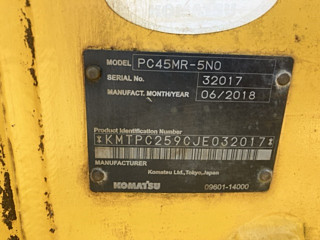 MODEL PC45MR-5N0
SERIAL No. 32017
MANUFACT. MONTH/YEAR 06/2018
Product Identification Number
*KMTPC259CJE032017*
MANUFACTURER
Komatsu Ltd.,Tokyo,Japan
KOMATSU 09601-14000